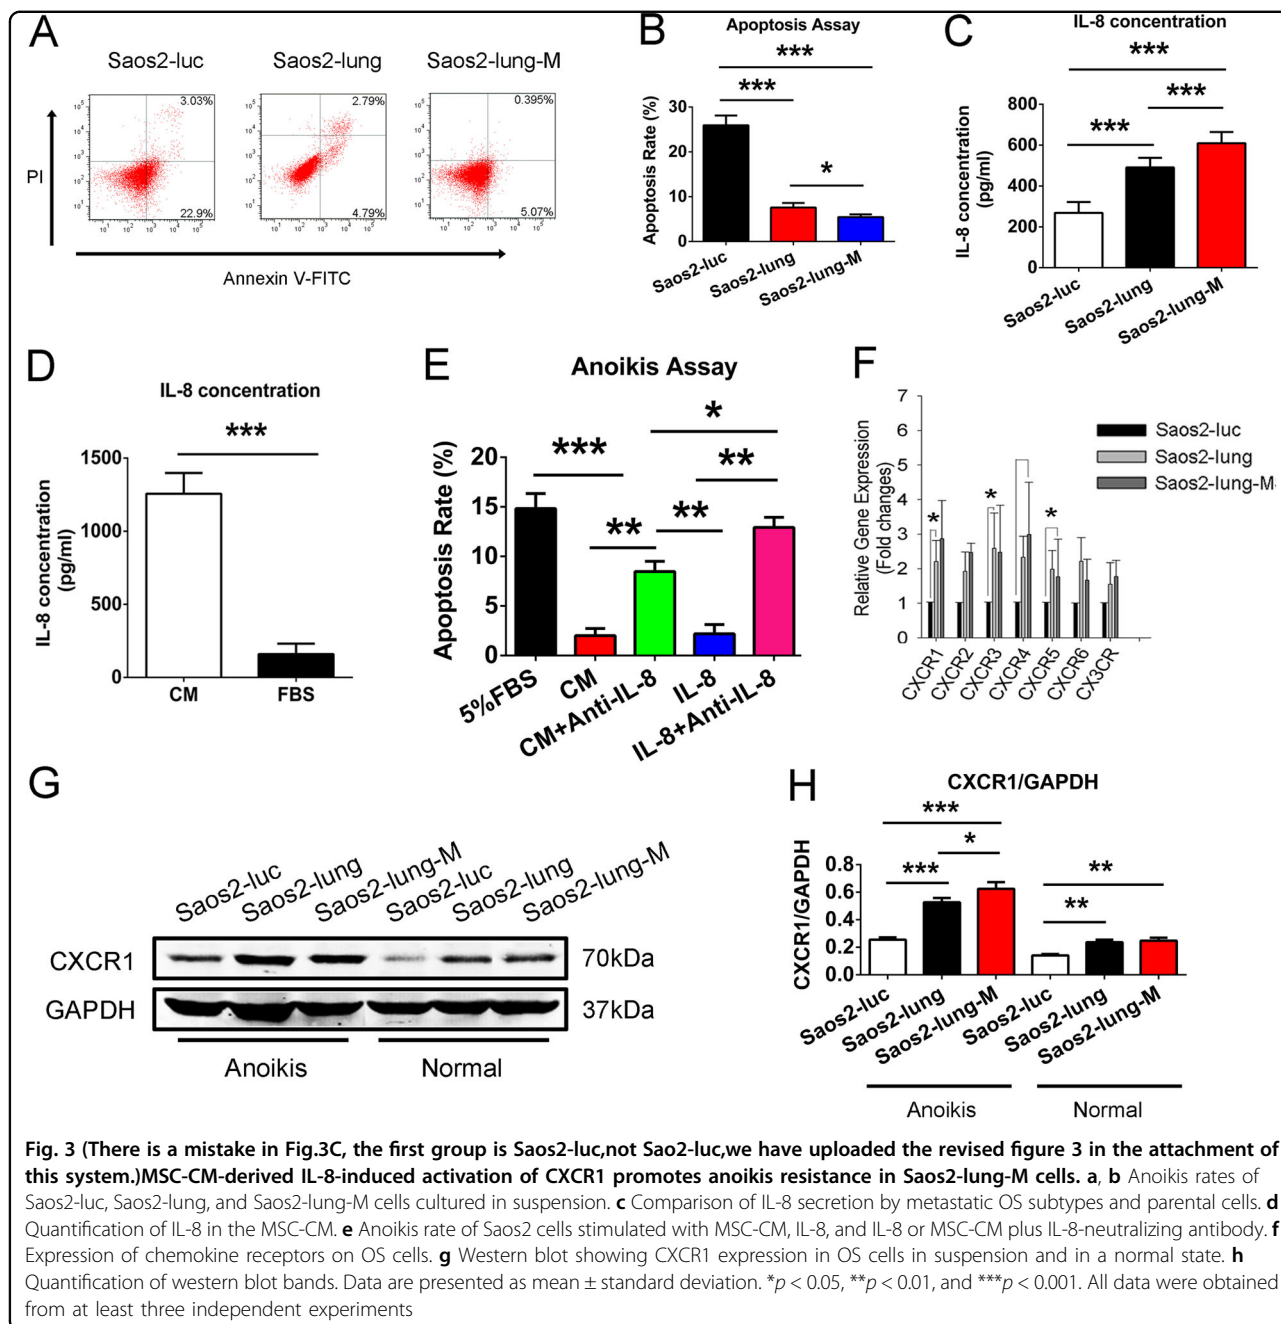 A
Saos2-luc
Saos2-lung
Saos2-lung-M
3.03%
22.9%
2.79%
4.79%
0.395%
5.07%
PI
Annexin V-FITC
B
Apoptosis Assay
***
***
*
Apoptosis Rate (%)
30
20
10
0
Saos2-luc
Saos2-lung
Saos2-lung-M
C
IL-8 concentration
***
***
***
IL-8 concentration
(pg/ml)
800
600
400
200
0
Saos2-luc
Saos2-lung
Saos2-lung-M
D
IL-8 concentration
***
IL-8 concentration
(pg/ml)
1500
1000
500
0
CM
FBS
E
Anoikis Assay
*
***
**
**
**
Apoptosis Rate (%)
20
15
10
5
0
5%FBS
CM
CM+Anti-IL-8
IL-8
IL-8+Anti-IL-8
F
Relative Gene Expression
(Fold changes)
7
6
5
4
3
2
1
0
*
*
*
Saos2-luc
Saos2-lung
Saos2-lung-M
CXCR1
CXCR2
CXCR3
CXCR4
CXCR5
CXCR6
CX3CR
G
Saos2-luc
Saos2-lung
Saos2-lung-M
Saos2-luc
Saos2-lung
Saos2-lung-M
CXCR1
70kDa
GAPDH
37kDa
Anoikis
Normal
H
CXCR1/GAPDH
***
*
***
**
**
CXCR1/GAPDH
0.8
0.6
0.4
0.2
0.0
Saos2-luc
Saos2-lung
Saos2-lung-M
Saos2-luc
Saos2-lung
Saos2-lung-M
Anoikis
Normal
Fig. 3 (There is a mistake in Fig.3C, the first group is Saos2-luc,not Sao2-luc,we have uploaded the revised figure 3 in the attachment of
this system.)MSC-CM-derived IL-8-induced activation of CXCR1 promotes anoikis resistance in Saos2-lung-M cells. a, b Anoikis rates of
Saos2-luc, Saos2-lung, and Saos2-lung-M cells cultured in suspension. c Comparison of IL-8 secretion by metastatic OS subtypes and parental cells. d
Quantification of IL-8 in the MSC-CM. e Anoikis rate of Saos2 cells stimulated with MSC-CM, IL-8, and IL-8 or MSC-CM plus IL-8-neutralizing antibody. f
Expression of chemokine receptors on OS cells. g Western blot showing CXCR1 expression in OS cells in suspension and in a normal state. h
Quantification of western blot bands. Data are presented as mean ± standard deviation. *p < 0.05, **p < 0.01, and ***p < 0.001. All data were obtained
from at least three independent experiments